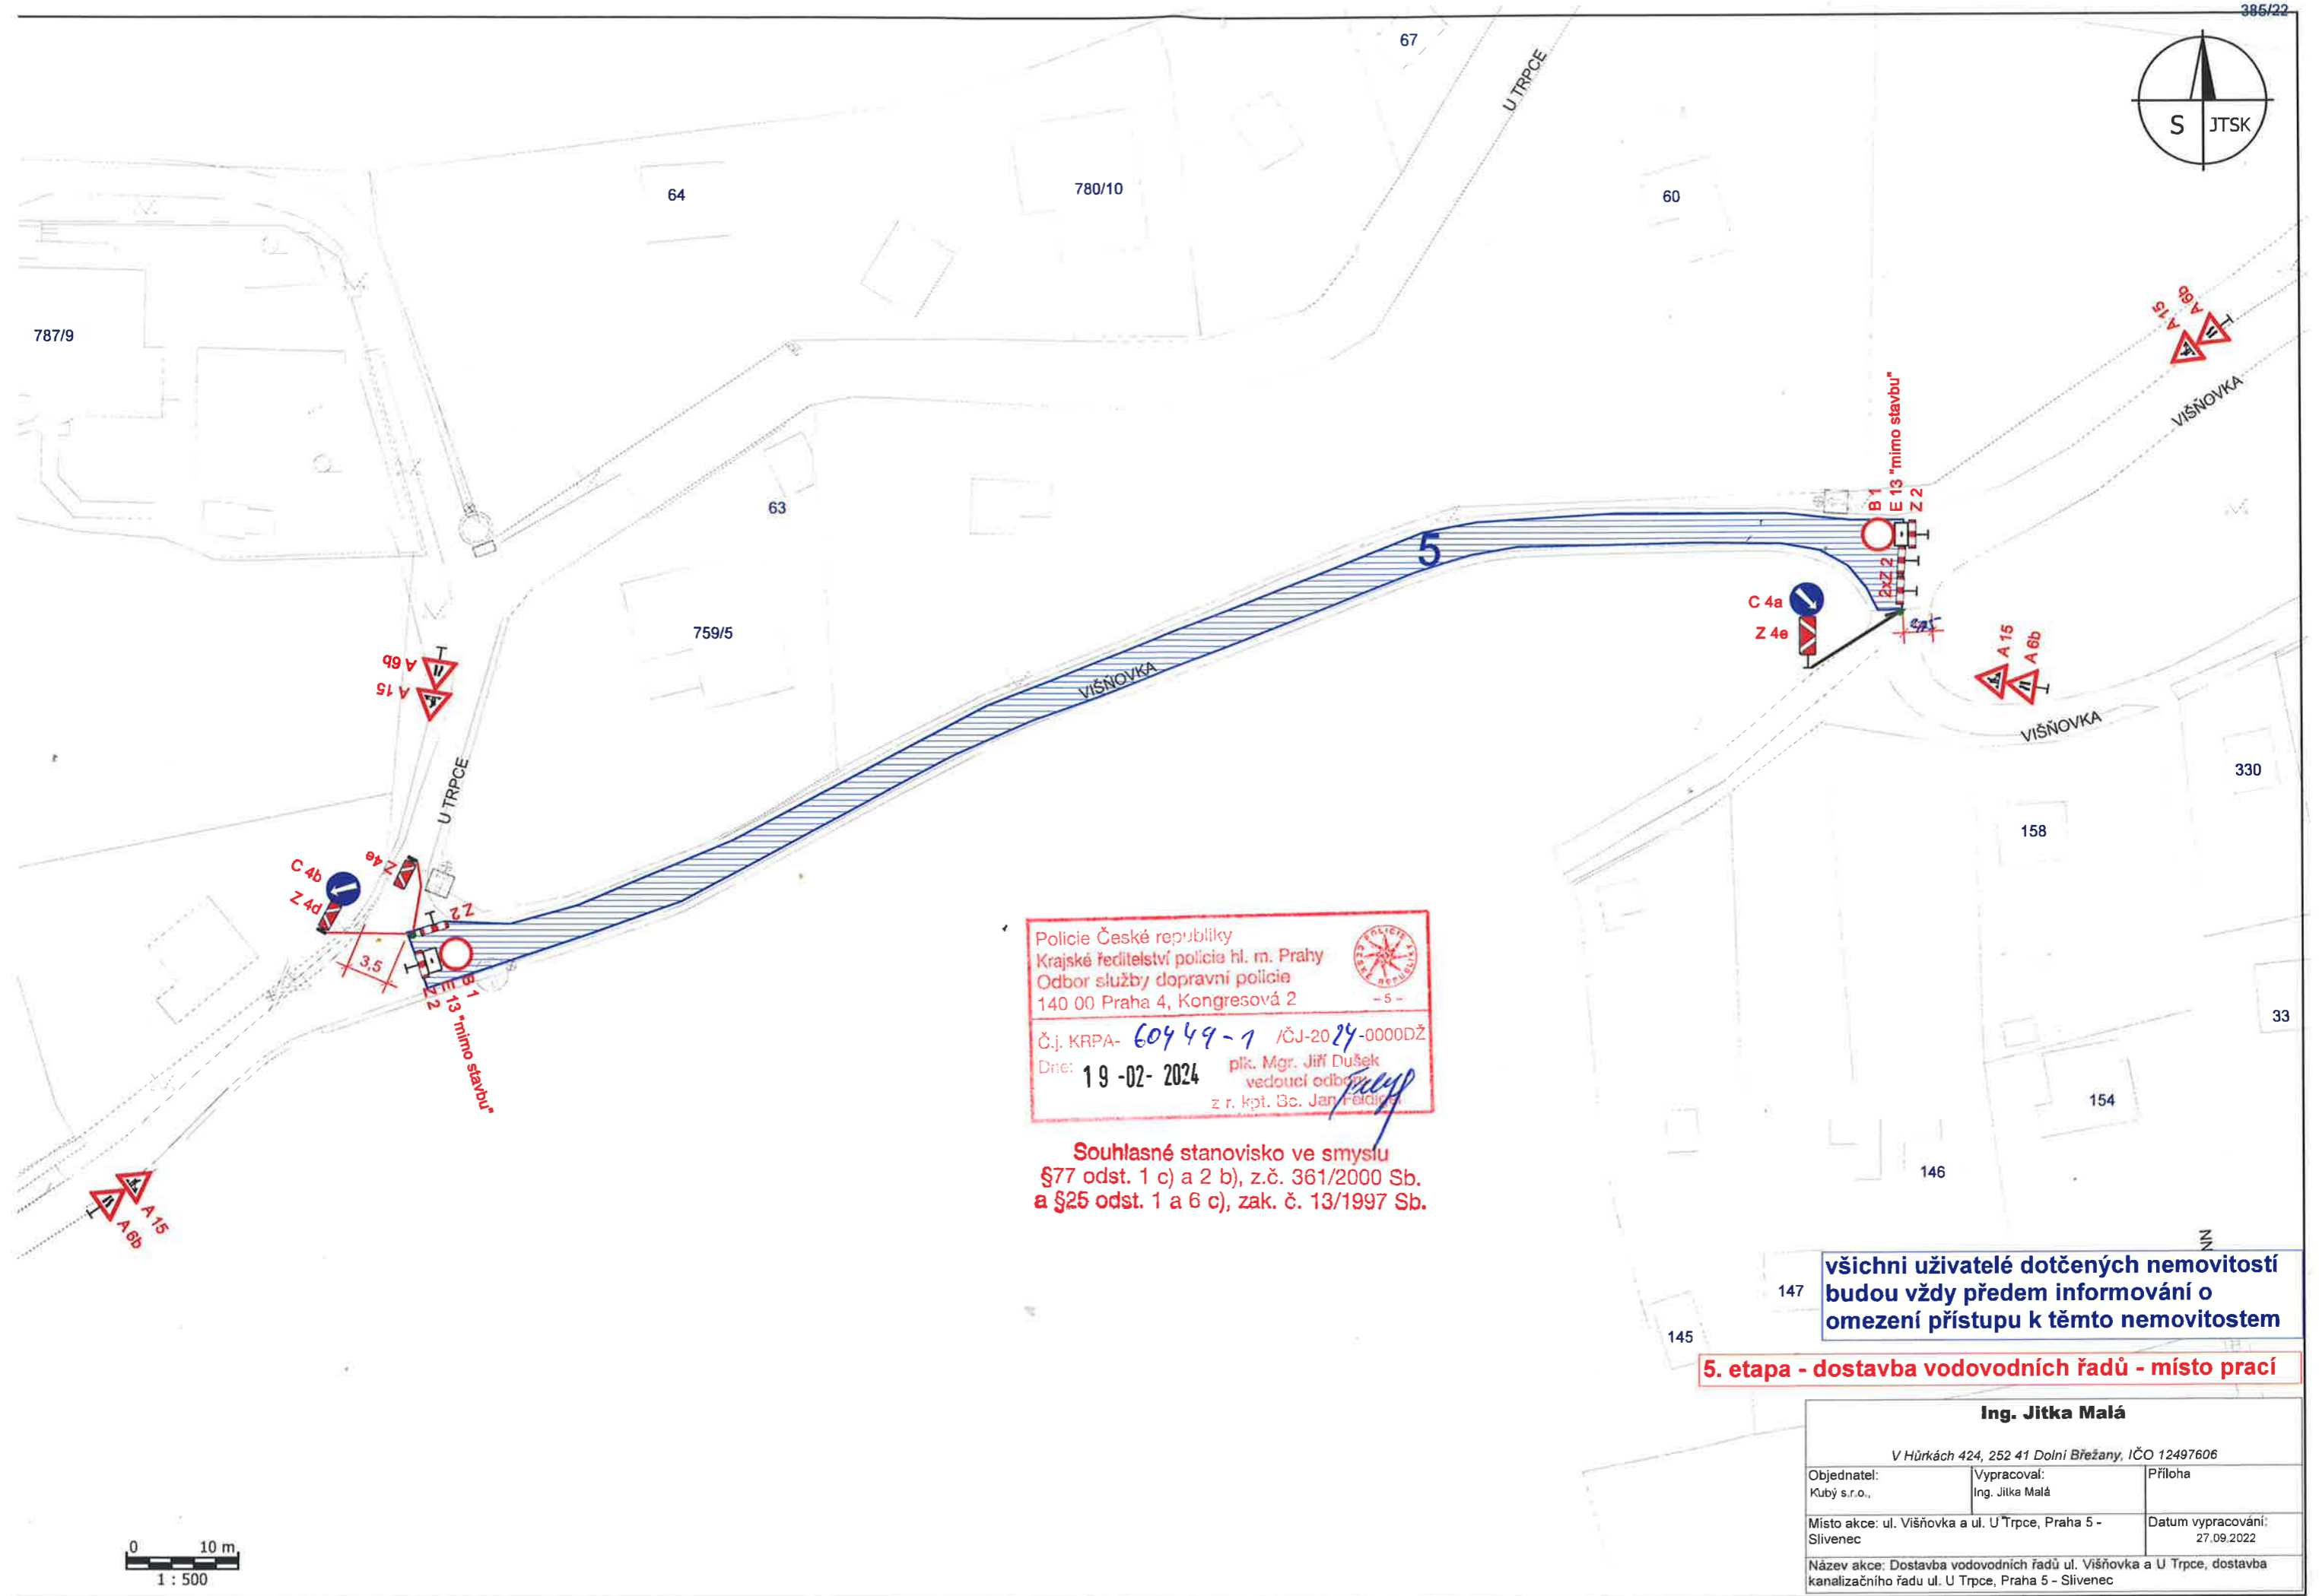 385/22
67
U TRPCE
S JTSK
64
780/10
60
787/9
A 15
A 6b
VIŠŇOVKA
B 1
E 13 "mimo stavbu"
Z 2
63
5
2xZ 2
C 4a
Z 4e
759/5
A 6b
A 15
VIŠŇOVKA
A 15
A 6b
VIŠŇOVKA
U TRPCE
330
158
Z 4e
C 4b
Z 4d
Z 2
3,5
B 1
E 13 "mimo stavbu"
Z 2
33
154
146
A 15
A 6b
Policie České republiky
Krajské ředitelství policie hl. m. Prahy
Odbor služby dopravní policie
140 00 Praha 4, Kongresová 2
POLICIE ČESKÉ REPUBLIKY
- 5 -
Č.j. KRPA- 60449-1 /ČJ-2024-0000DŽ
Dne: 19 -02- 2024
plk. Mgr. Jiří Dušek
vedoucí odboru
z r. kpt. Bc. Jan
Souhlasné stanovisko ve smyslu
§77 odst. 1 c) a 2 b), z.č. 361/2000 Sb.
a §25 odst. 1 a 6 c), zak. č. 13/1997 Sb.
NN
147
145
všichni uživatelé dotčených nemovitostí
budou vždy předem informování o
omezení přístupu k těmto nemovitostem
5. etapa - dostavba vodovodních řadů - místo prací
Ing. Jitka Malá
V Hůrkách 424, 252 41 Dolní Břežany, IČO 12497606
Objednatel:
Kubý s.r.o.,
Vypracoval:
Ing. Jitka Malá
Příloha
Místo akce: ul. Višňovka a ul. U Trpce, Praha 5 -
Slivenec
Datum vypracování:
27.09.2022
Název akce: Dostavba vodovodních řadů ul. Višňovka a U Trpce, dostavba
kanalizačního řadu ul. U Trpce, Praha 5 - Slivenec
0 10 m
1 : 500